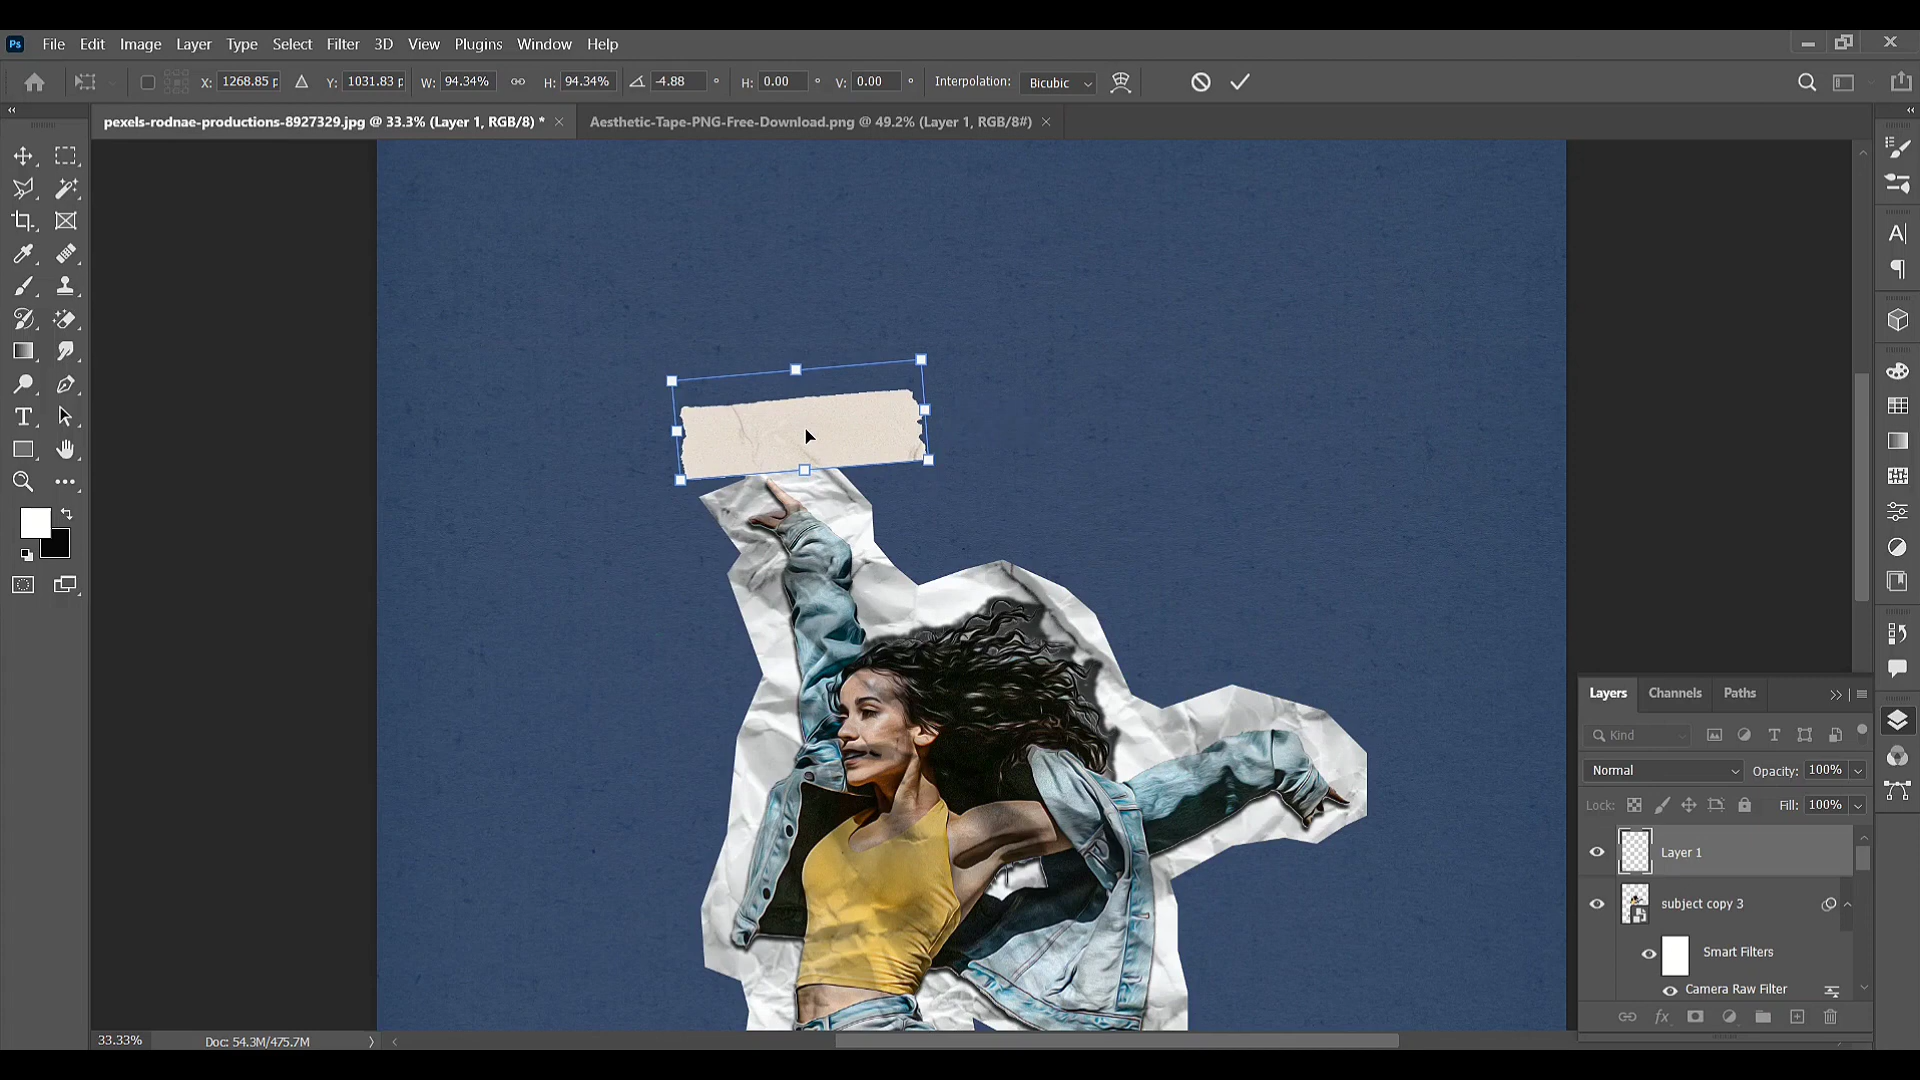 Ps File Edit Image Layer Type Select Filter 3D View Plugins Window Help
X: 1268.85 p Y: 1031.83 p W: 94.34% H: 94.34% -4.88 ° H: 0.00 ° V: 0.00 ° Interpolation: Bicubic
pexels-rodnae-productions-8927329.jpg @ 33.3% (Layer 1, RGB/8) * Aesthetic-Tape-PNG-Free-Download.png @ 49.2% (Layer 1, RGB/8#)
Layers Channels Paths
Kind
Normal Opacity: 100%
Lock: Fill: 100%
Layer 1
subject copy 3
Smart Filters
Camera Raw Filter
fx
33.33% Doc: 54.3M/475.7M